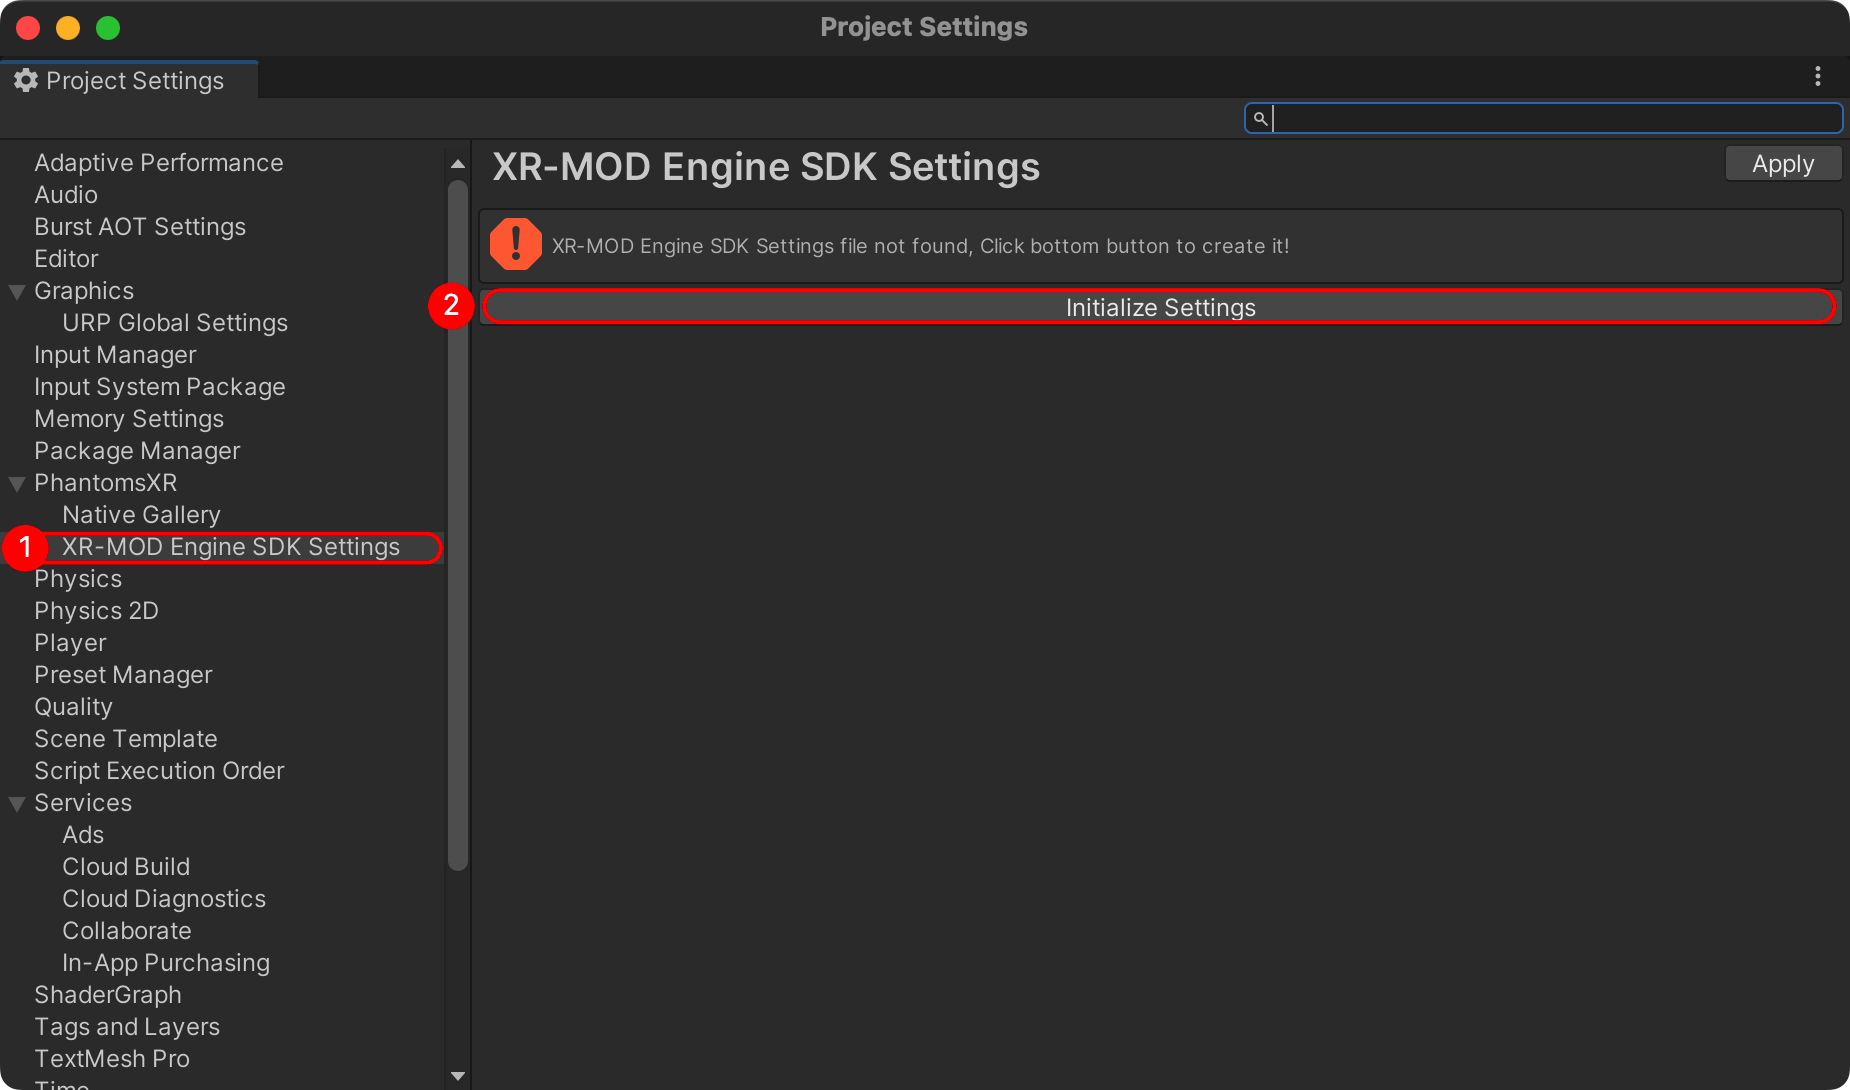 Project Settings
Project Settings
Adaptive Performance
Audio
Burst AOT Settings
Editor
Graphics
URP Global Settings
Input Manager
Input System Package
Memory Settings
Package Manager
PhantomsXR
Native Gallery
1 XR-MOD Engine SDK Settings
Physics
Physics 2D
Player
Preset Manager
Quality
Scene Template
Script Execution Order
Services
Ads
Cloud Build
Cloud Diagnostics
Collaborate
In-App Purchasing
ShaderGraph
Tags and Layers
TextMesh Pro
Time
XR-MOD Engine SDK Settings
Apply
XR-MOD Engine SDK Settings file not found, Click bottom button to create it!
2 Initialize Settings